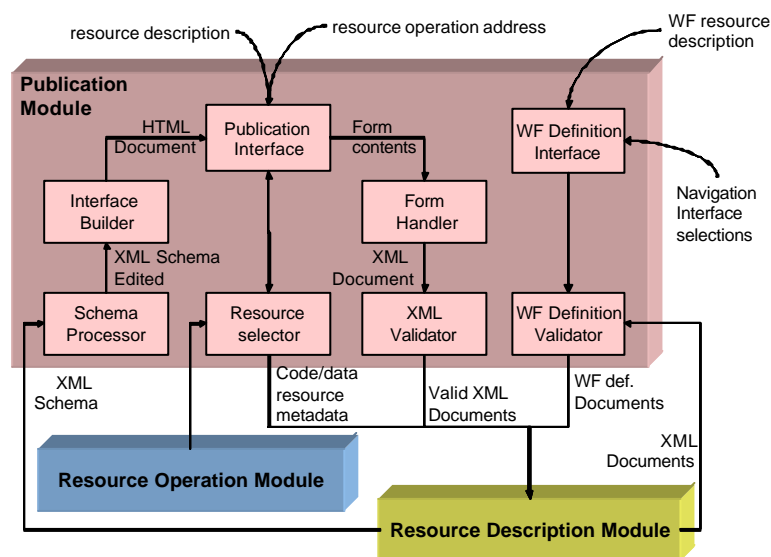 resource description
resource operation address
WF resource
description
Publication
Module
HTML
Document
Publication
Interface
Form
contents
WF Definition
Interface
Interface
Builder
Form
Handler
Navigation
Interface
selections
XML Schema
Edited
XML
Document
Schema
Processor
Resource
selector
XML
Validator
WF Definition
Validator
XML
Schema
Code/data
resource
metadata
Valid XML
Documents
WF def.
Documents
XML
Documents
Resource Operation Module
Resource Description Module